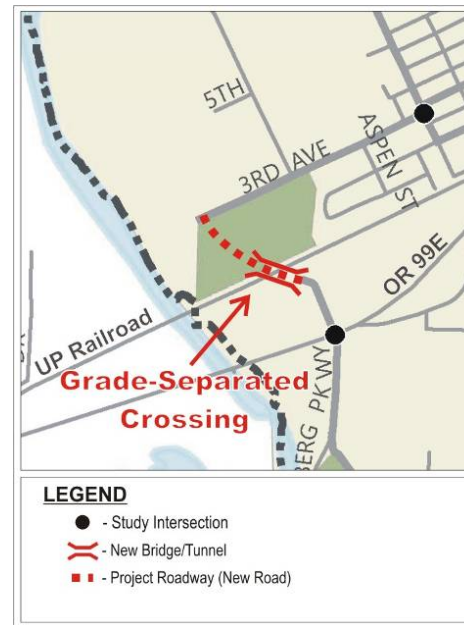 5TH
3RD AVE
ASPEN ST
OR 99E
UP Railroad
Grade-Separated
Crossing
BERG PKWY
LEGEND
- Study Intersection
- New Bridge/Tunnel
- Project Roadway (New Road)